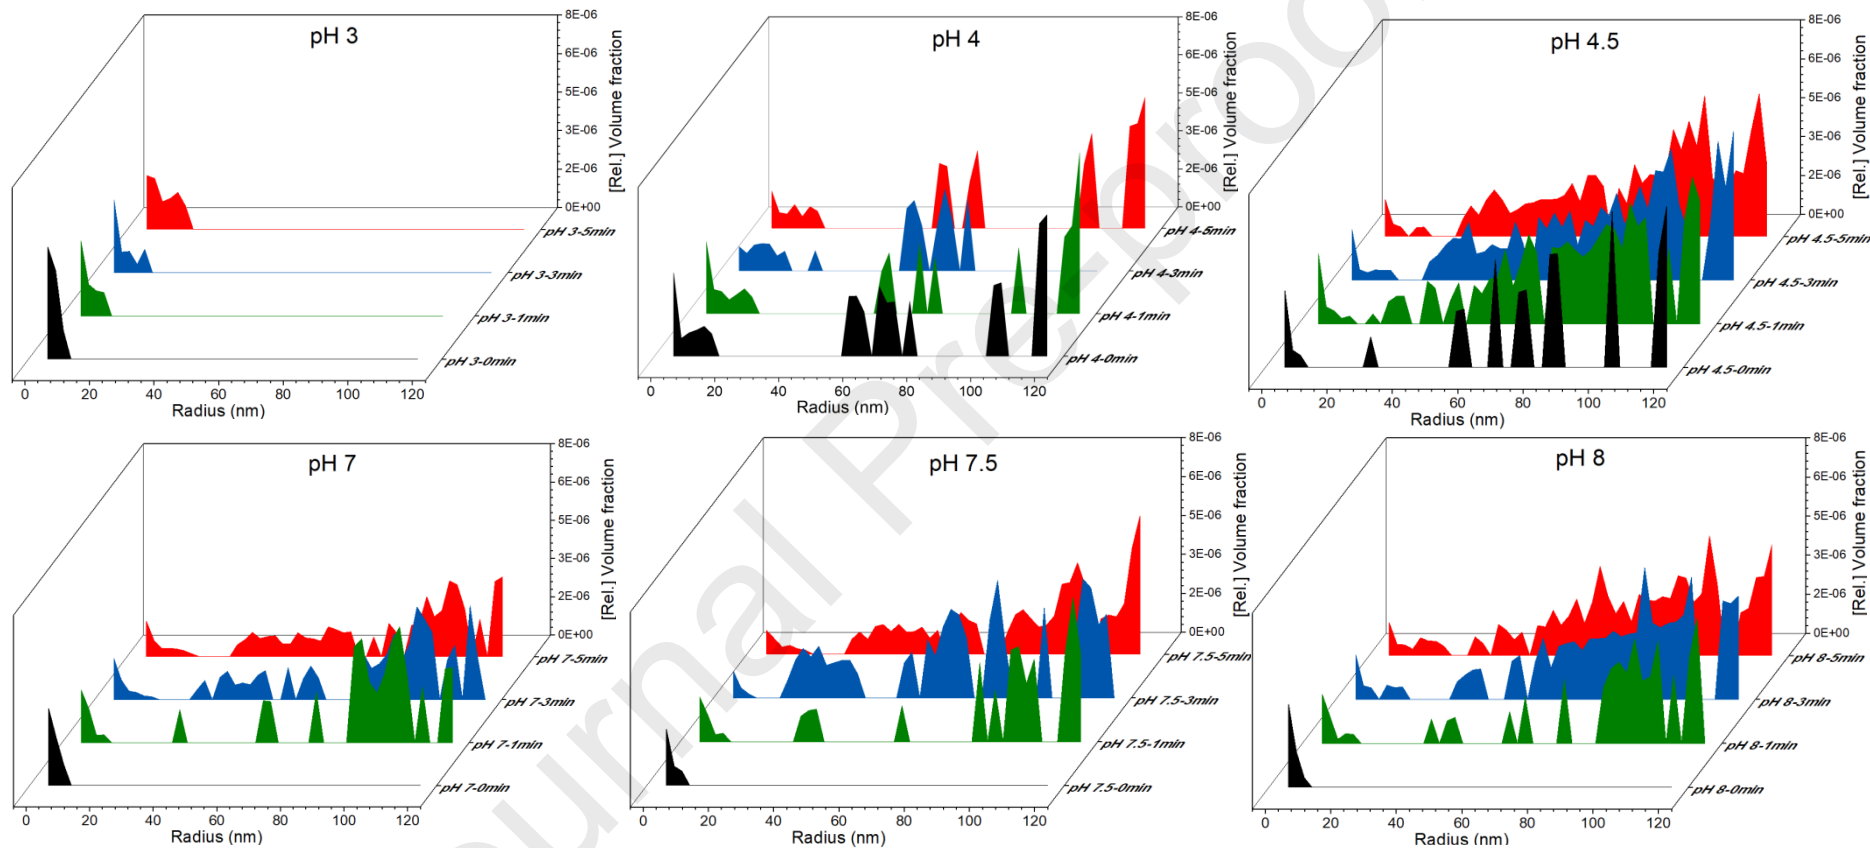 pH 3
8E-06
6E-06
5E-06
3E-06
2E-06
0E+00
[Rel.] Volume fraction
pH 3-5min
pH 3-3min
pH 3-1min
pH 3-0min
0 20 40 60 80 100 120
Radius (nm)
pH 4
8E-06
6E-06
5E-06
3E-06
2E-06
0E+00
[Rel.] Volume fraction
pH 4-5min
pH 4-3min
pH 4-1min
pH 4-0min
0 20 40 60 80 100 120
Radius (nm)
pH 4.5
8E-06
6E-06
5E-06
3E-06
2E-06
0E+00
[Rel.] Volume fraction
pH 4.5-5min
pH 4.5-3min
pH 4.5-1min
pH 4.5-0min
0 20 40 60 80 100 120
Radius (nm)
pH 7
8E-06
6E-06
5E-06
3E-06
2E-06
0E+00
[Rel.] Volume fraction
pH 7-5min
pH 7-3min
pH 7-1min
pH 7-0min
0 20 40 60 80 100 120
Radius (nm)
pH 7.5
8E-06
6E-06
5E-06
3E-06
2E-06
0E+00
[Rel.] Volume fraction
pH 7.5-5min
pH 7.5-3min
pH 7.5-1min
pH 7.5-0min
0 20 40 60 80 100 120
Radius (nm)
pH 8
8E-06
6E-06
5E-06
3E-06
2E-06
0E+00
[Rel.] Volume fraction
pH 8-5min
pH 8-3min
pH 8-1min
pH 8-0min
0 20 40 60 80 100 120
Radius (nm)
urnal Pre-proo